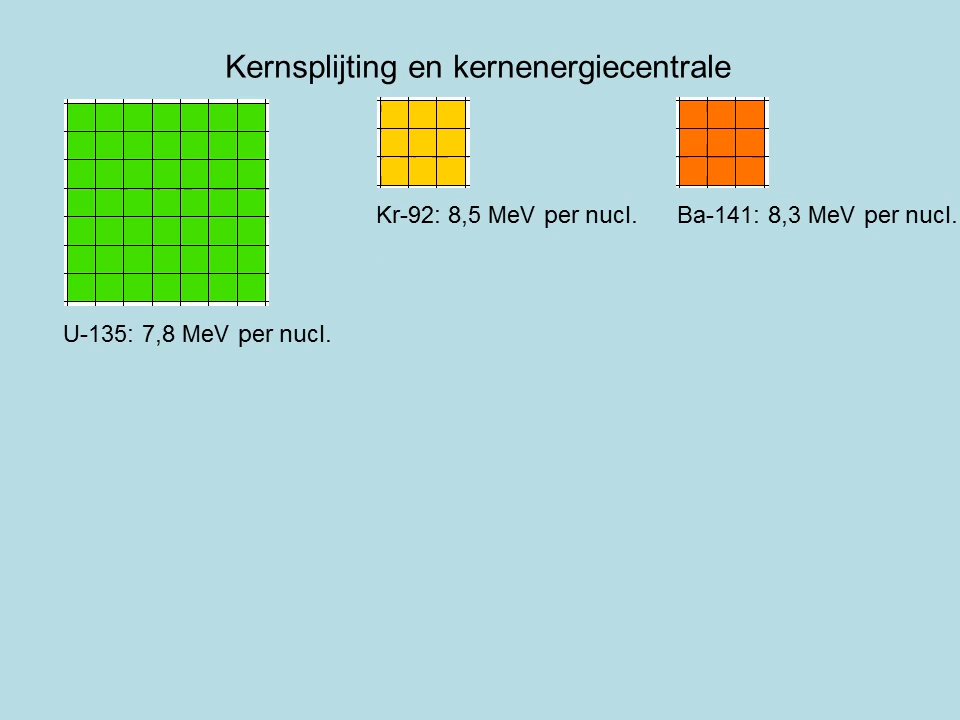 Kernsplijting en kernenergiecentrale
Kr-92: 8,5 MeV per nucl.
Ba-141: 8,3 MeV per nucl.
U-135: 7,8 MeV per nucl.